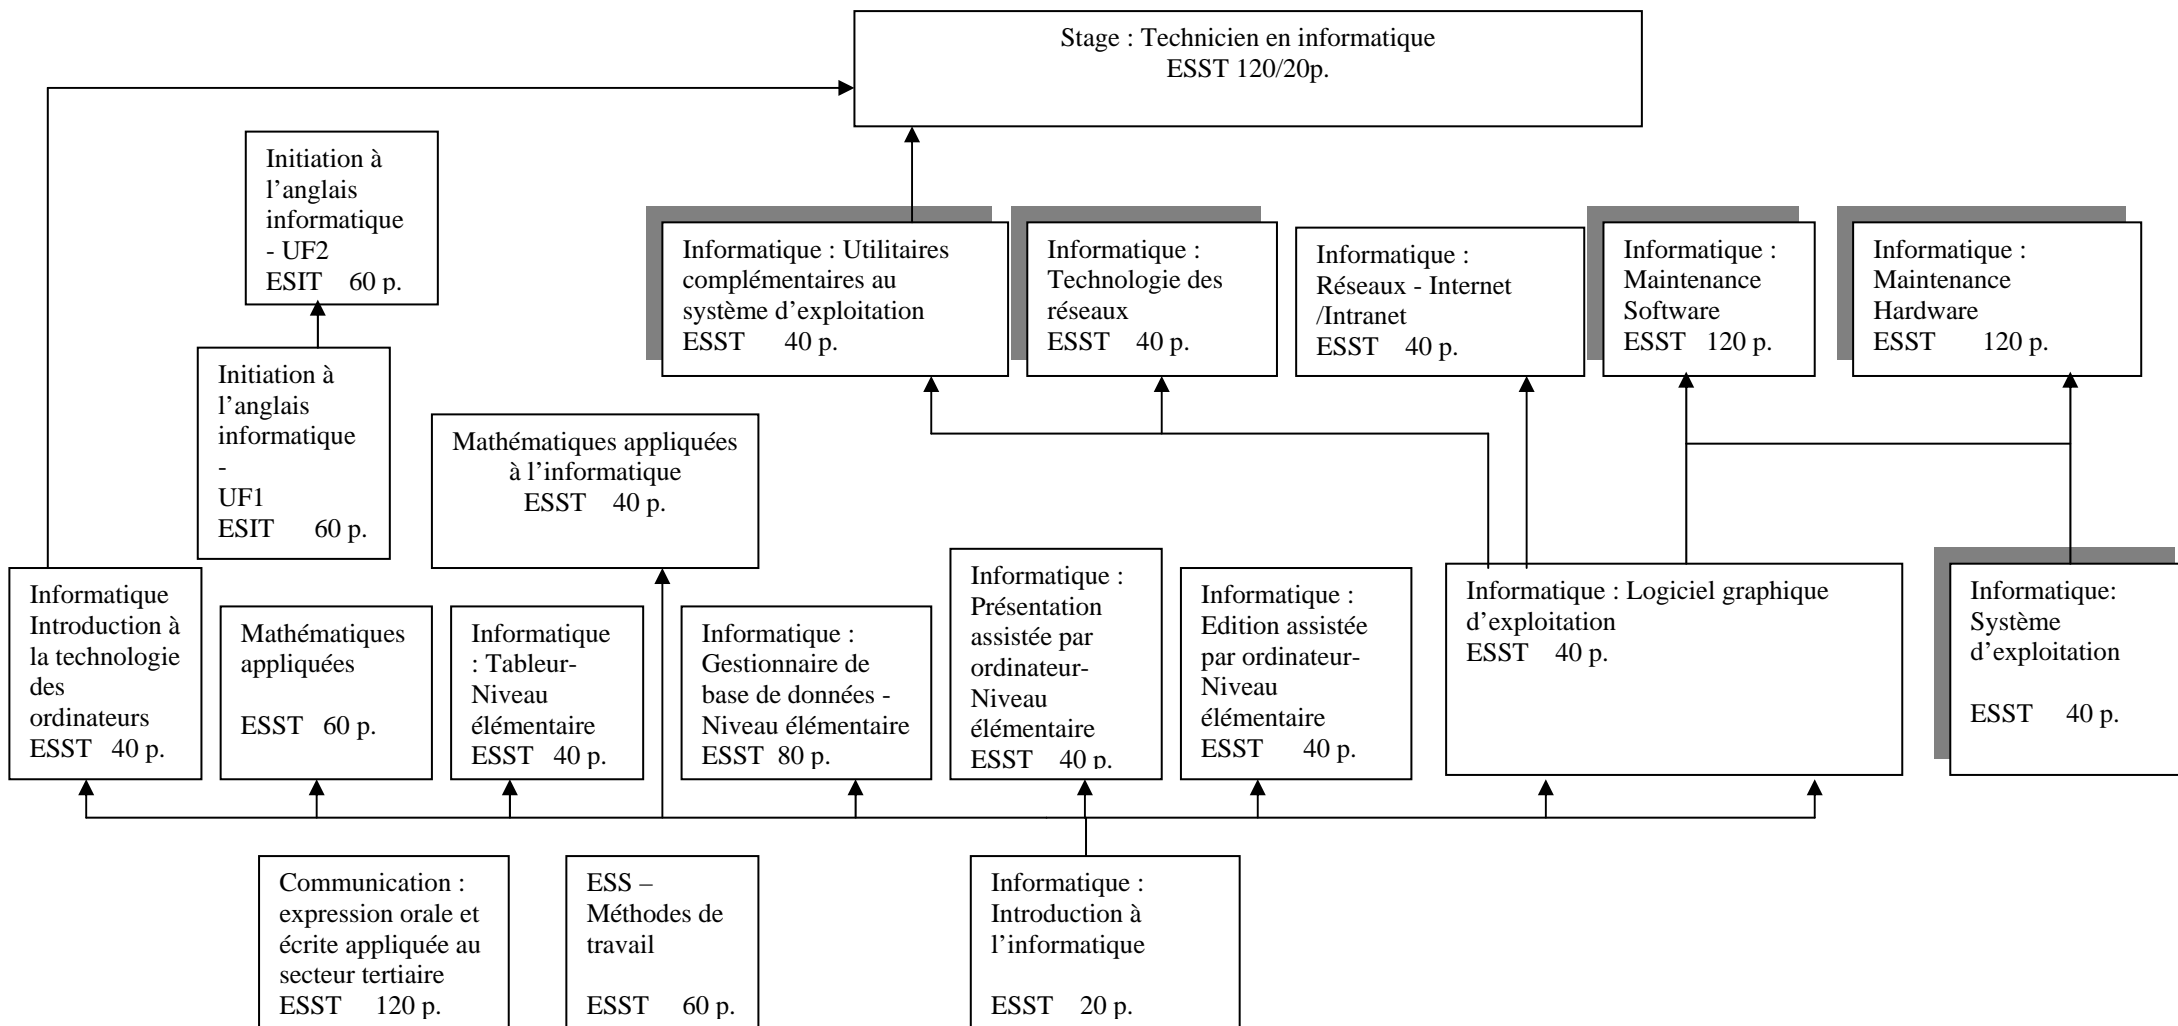 Stage : Technicien en informatique
ESST 120/20p.
Initiation à
l’anglais
informatique
- UF2
ESIT 60 p.
Informatique : Utilitaires
complémentaires au
système d’exploitation
ESST 40 p.
Informatique :
Technologie des
réseaux
ESST 40 p.
Informatique :
Réseaux - Internet
/Intranet
ESST 40 p.
Informatique :
Maintenance
Software
ESST 120 p.
Informatique :
Maintenance
Hardware
ESST 120 p.
Initiation à
l’anglais
informatique
-
UF1
ESIT 60 p.
Mathématiques appliquées
à l’informatique
ESST 40 p.
Informatique
Introduction à
la technologie
des
ordinateurs
ESST 40 p.
Mathématiques
appliquées
ESST 60 p.
Informatique
: Tableur-
Niveau
élémentaire
ESST 40 p.
Informatique :
Gestionnaire de
base de données -
Niveau élémentaire
ESST 80 p.
Informatique :
Présentation
assistée par
ordinateur-
Niveau
élémentaire
ESST 40 p.
Informatique :
Edition assistée
par ordinateur-
Niveau
élémentaire
ESST 40 p.
Informatique : Logiciel graphique
d’exploitation
ESST 40 p.
Informatique:
Système
d’exploitation
ESST 40 p.
Communication :
expression orale et
écrite appliquée au
secteur tertiaire
ESST 120 p.
ESS –
Méthodes de
travail
ESST 60 p.
Informatique :
Introduction à
l’informatique
ESST 20 p.